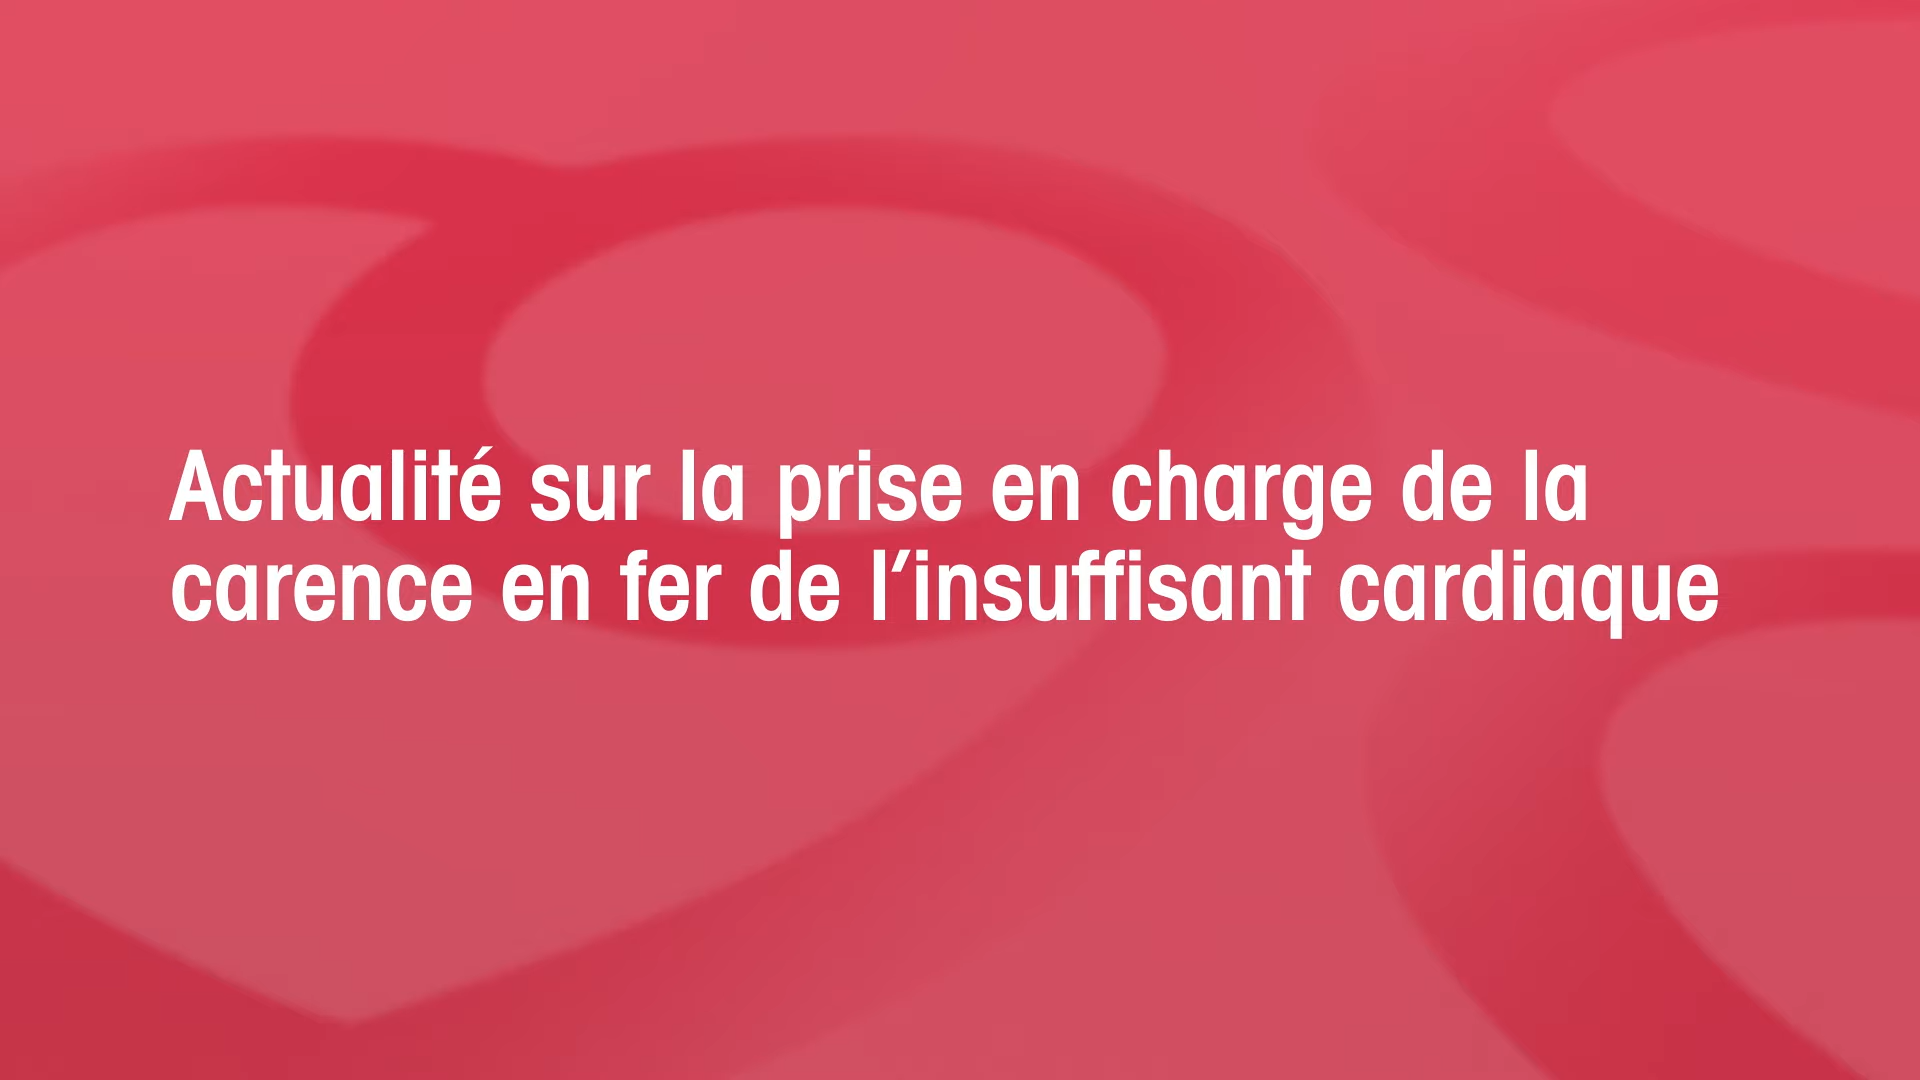 Actualité sur la prise en charge de la
carence en fer de l’insuffisant cardiaque